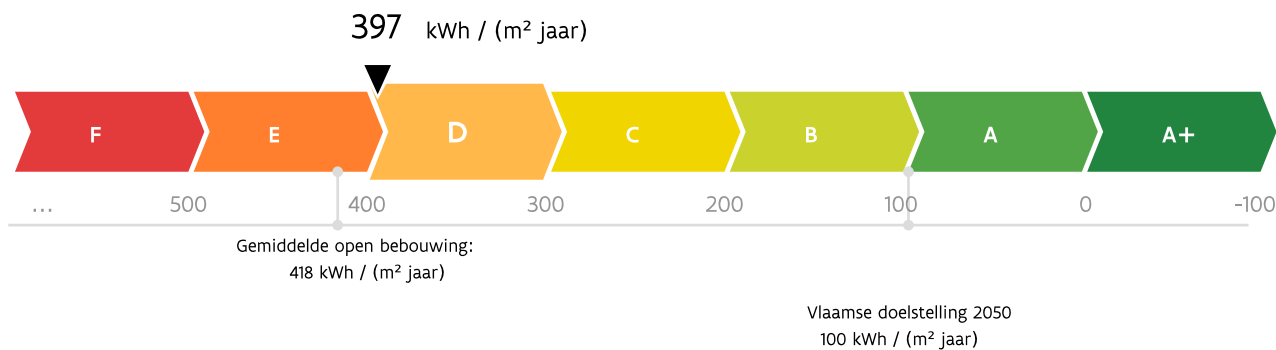 397 kWh / (m² jaar)
F E D C B A A+
... 500 400 300 200 100 0 -100
Gemiddelde open bebouwing:
418 kWh / (m² jaar)
Vlaamse doelstelling 2050
100 kWh / (m² jaar)